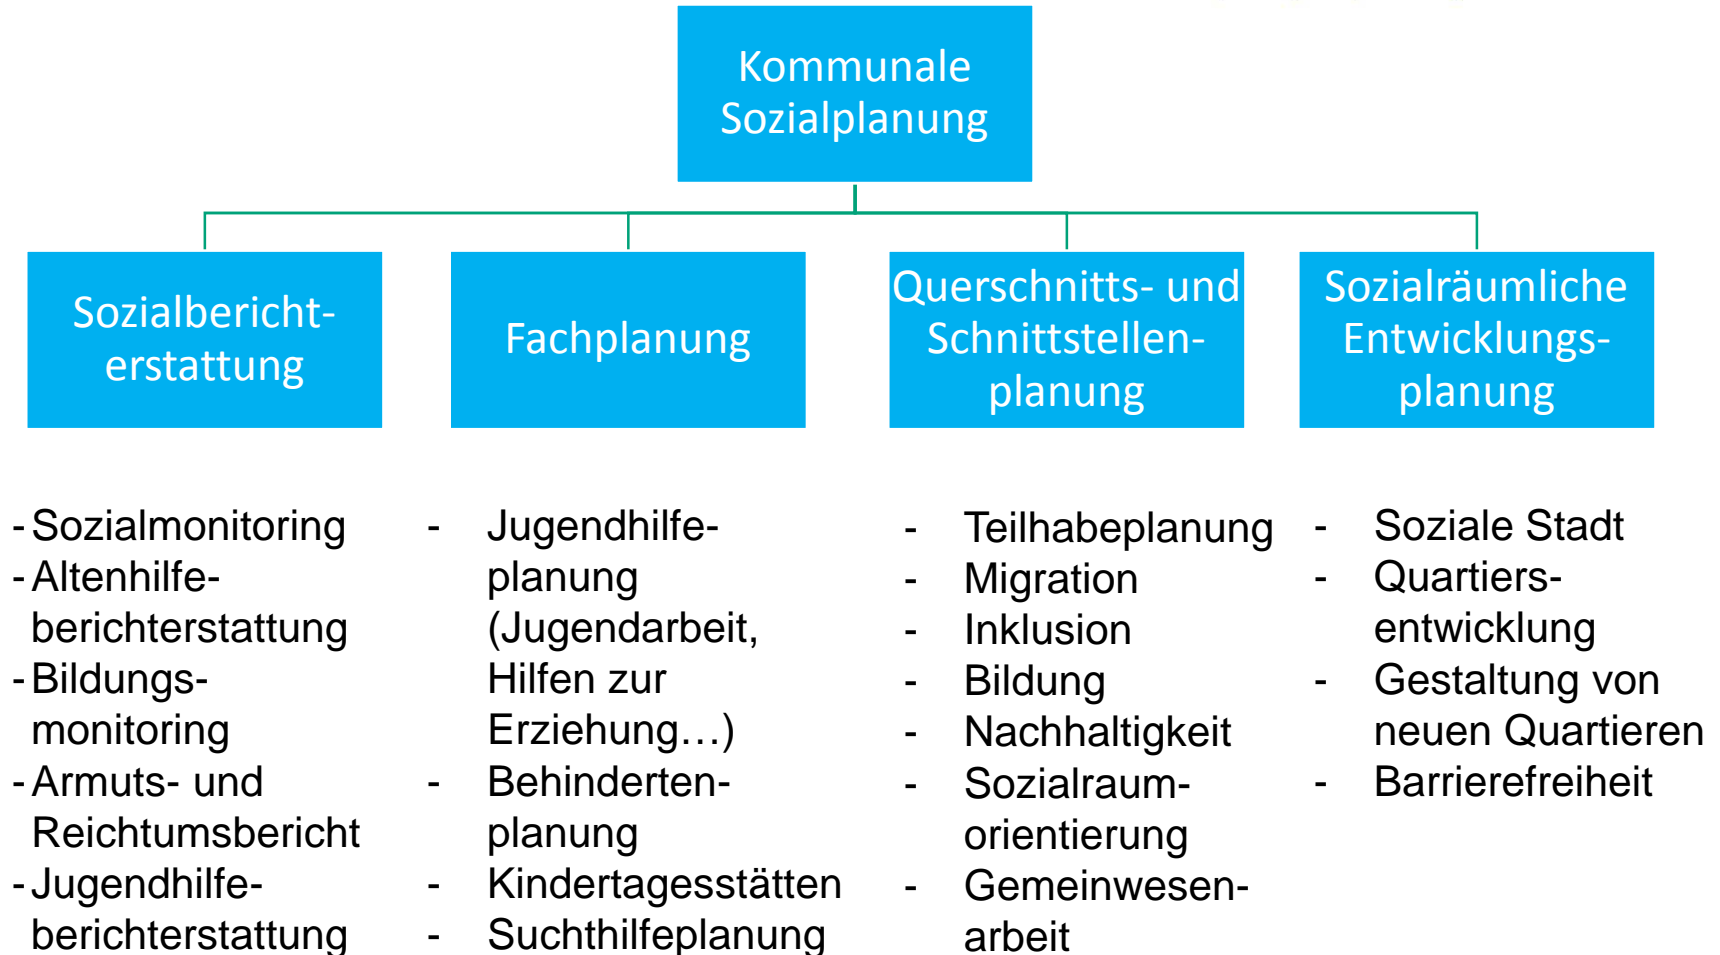 Kommunale
Sozialplanung
Sozialbericht-
erstattung
Fachplanung
Querschnitts- und
Schnittstellen-
planung
Sozialräumliche
Entwicklungs-
planung
- Sozialmonitoring
- Altenhilfe-
berichterstattung
- Bildungs-
monitoring
- Armuts- und
Reichtumsbericht
- Jugendhilfe-
berichterstattung
- Jugendhilfe-
planung
(Jugendarbeit,
Hilfen zur
Erziehung…)
- Behinderten-
planung
- Kindertagesstätten
- Suchthilfeplanung
- Teilhabeplanung
- Migration
- Inklusion
- Bildung
- Nachhaltigkeit
- Sozialraum-
orientierung
- Gemeinwesen-
arbeit
- Soziale Stadt
- Quartiers-
entwicklung
- Gestaltung von
neuen Quartieren
- Barrierefreiheit